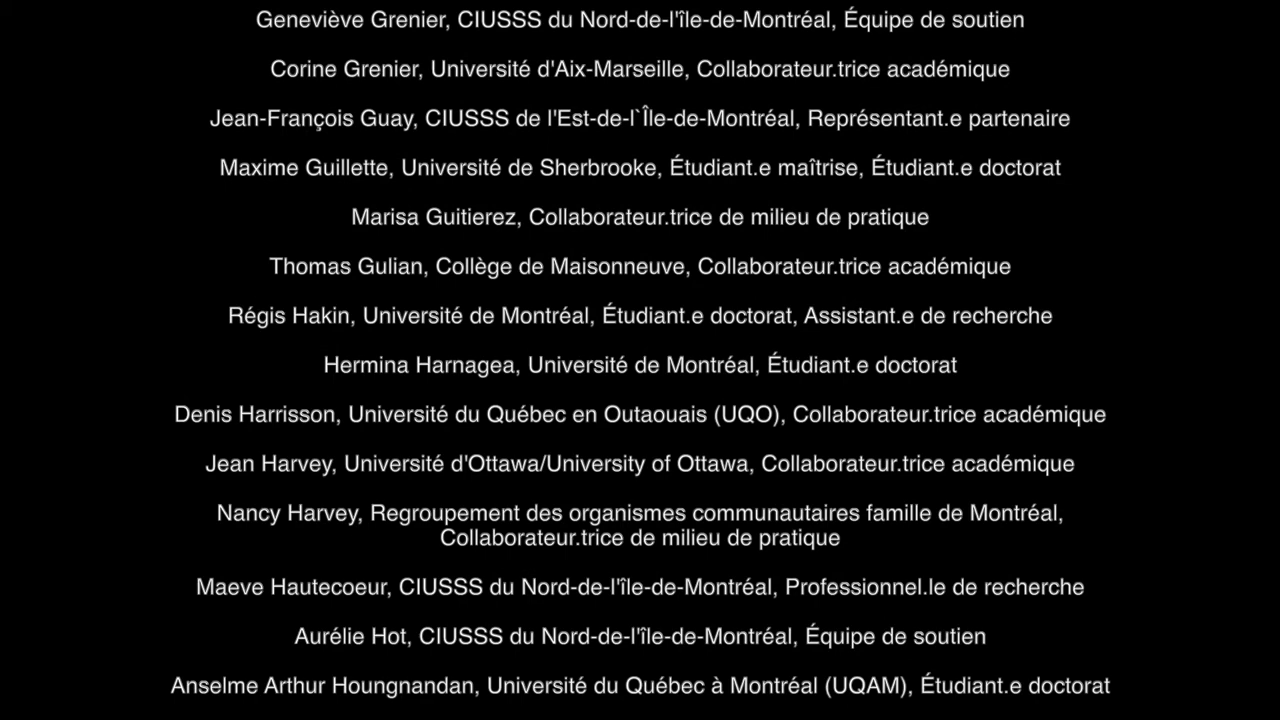 Geneviève Grenier, CIUSSS du Nord-de-l'île-de-Montréal, Équipe de soutien
Corine Grenier, Université d'Aix-Marseille, Collaborateur.trice académique
Jean-François Guay, CIUSSS de l'Est-de-l`Île-de-Montréal, Représentant.e partenaire
Maxime Guillette, Université de Sherbrooke, Étudiant.e maîtrise, Étudiant.e doctorat
Marisa Guitierez, Collaborateur.trice de milieu de pratique
Thomas Gulian, Collège de Maisonneuve, Collaborateur.trice académique
Régis Hakin, Université de Montréal, Étudiant.e doctorat, Assistant.e de recherche
Hermina Harnagea, Université de Montréal, Étudiant.e doctorat
Denis Harrisson, Université du Québec en Outaouais (UQO), Collaborateur.trice académique
Jean Harvey, Université d'Ottawa/University of Ottawa, Collaborateur.trice académique
Nancy Harvey, Regroupement des organismes communautaires famille de Montréal,
Collaborateur.trice de milieu de pratique
Maeve Hautecoeur, CIUSSS du Nord-de-l'île-de-Montréal, Professionnel.le de recherche
Aurélie Hot, CIUSSS du Nord-de-l'île-de-Montréal, Équipe de soutien
Anselme Arthur Houngnandan, Université du Québec à Montréal (UQAM), Étudiant.e doctorat